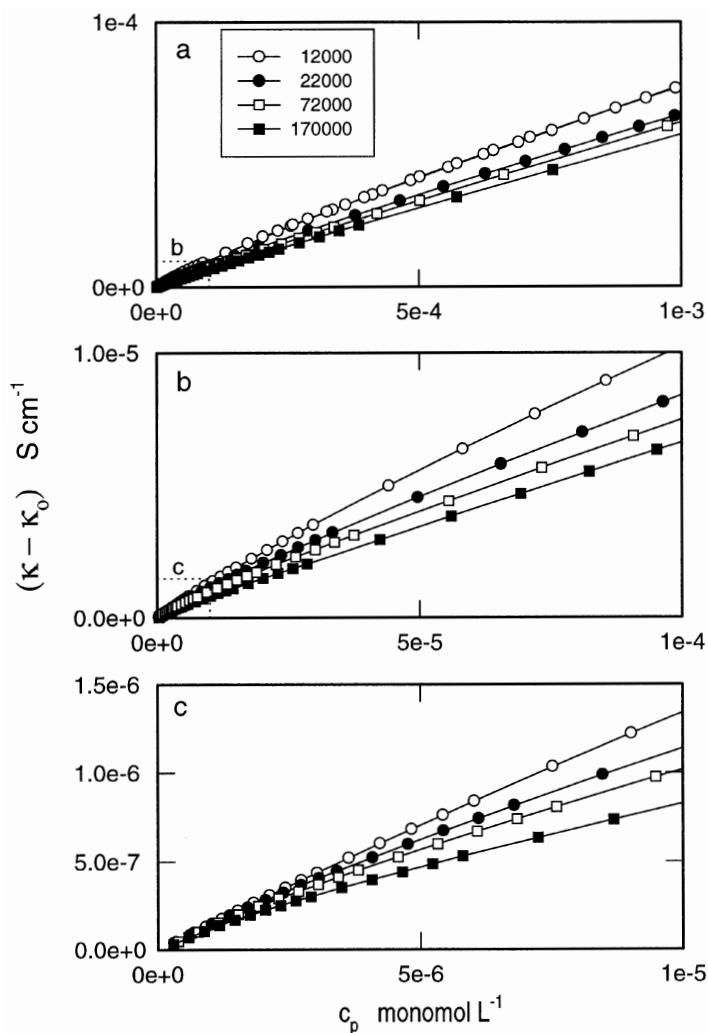 1e-4
a
12000
22000
72000
170000
b
0e+0
0e+0
5e-4
1e-3
1.0e-5
b
(κ – κo) S cm-1
c
0.0e+0
0e+0
5e-5
1e-4
1.5e-6
c
1.0e-6
5.0e-7
0.0e+0
0e+0
5e-6
1e-5
cp monomol L-1